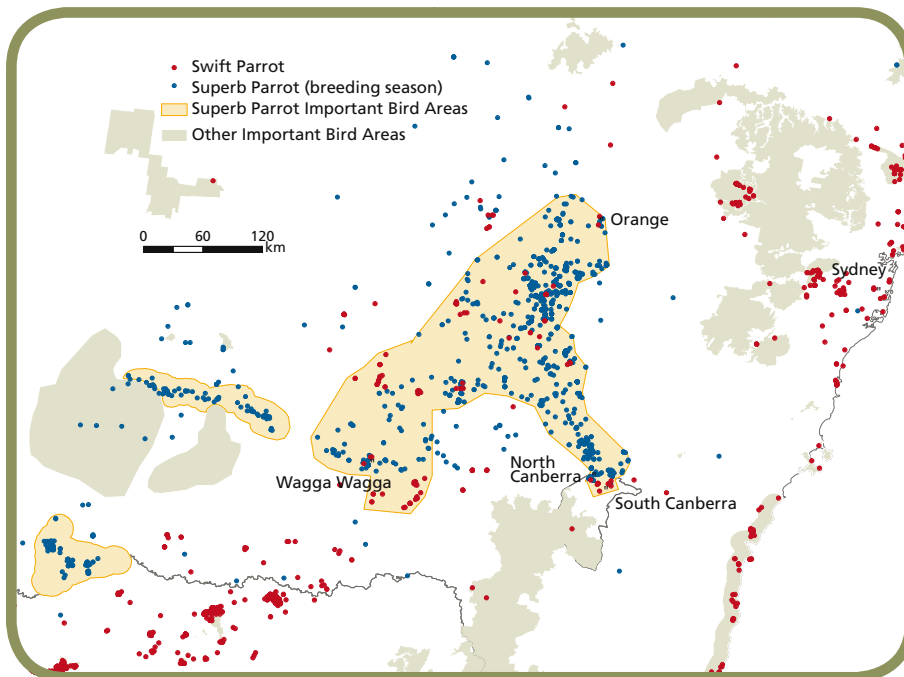 Swift Parrot
Superb Parrot (breeding season)
Superb Parrot Important Bird Areas
Other Important Bird Areas
0 60 120
km
Orange
Sydney
Wagga Wagga
North
Canberra
South Canberra